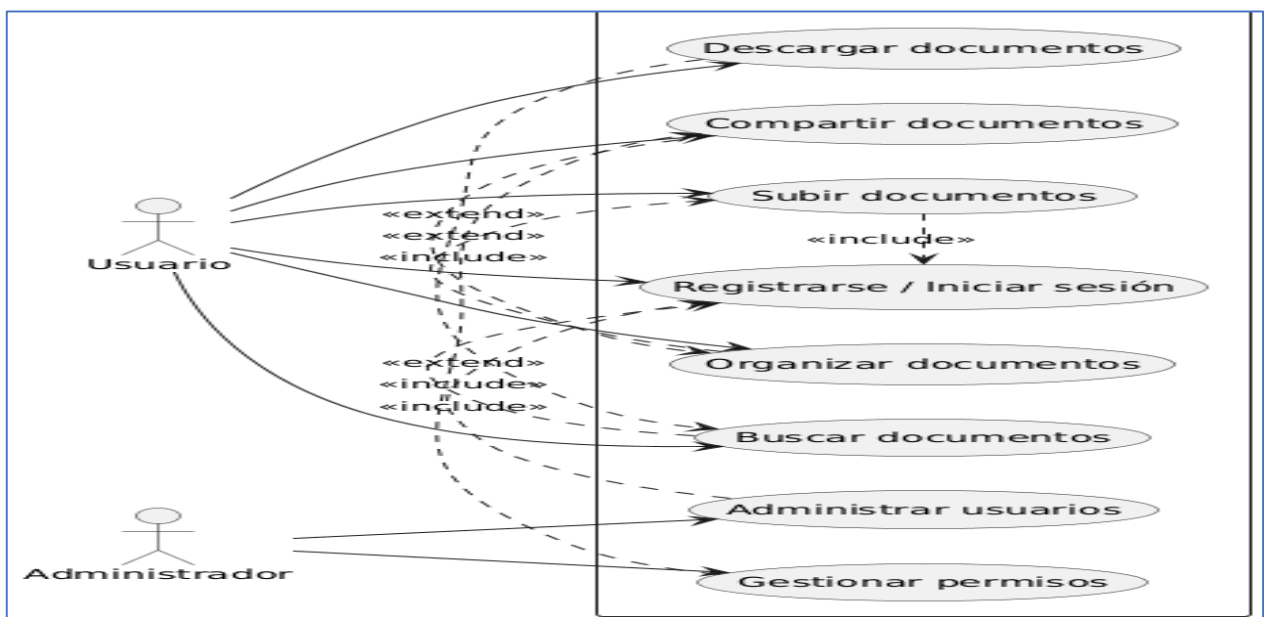 Descargar documentos
Compartir documentos
Subir documentos
«extend»
«extend»
«include»
«include»
Usuario
Registrarse / Iniciar sesión
«extend»
«include»
«include»
Organizar documentos
Buscar documentos
Administrar usuarios
Administrador
Gestionar permisos